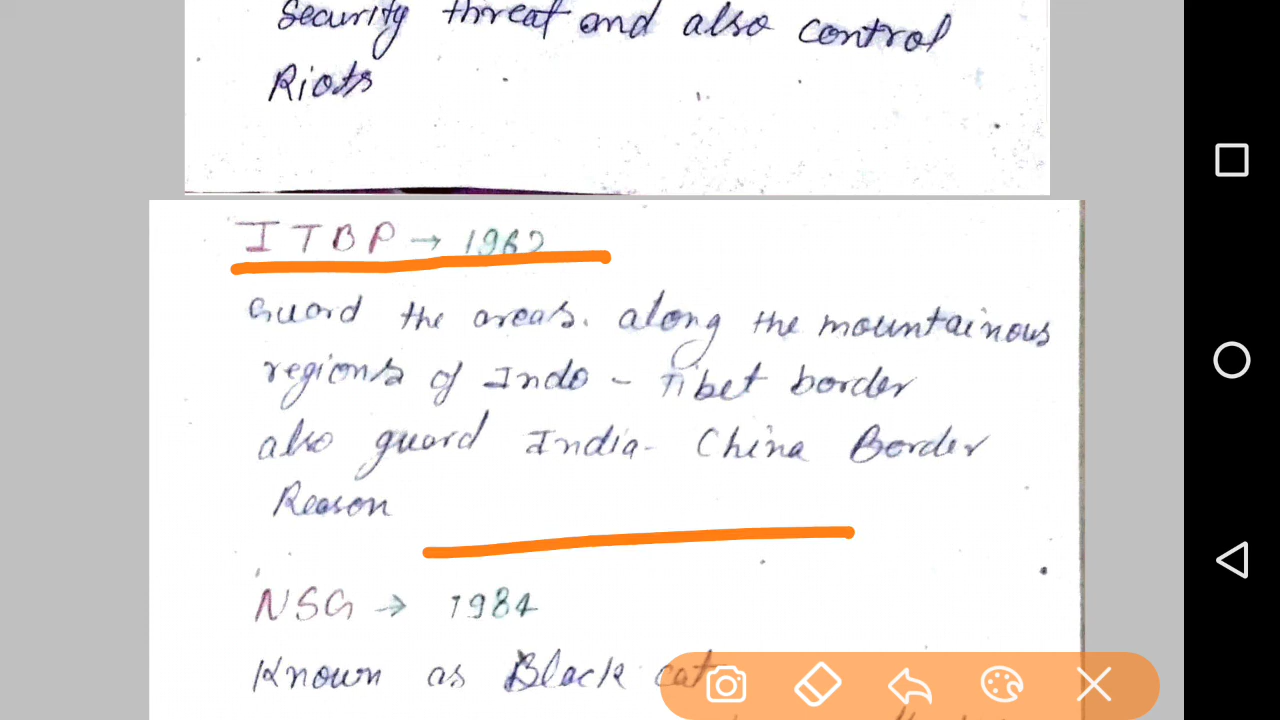 Security threat and also control
Riots
ITBP → 1962
Guard the areas. along the mountainous
regions of Indo - Tibet border
also guard India - China Border
Reason
NSG → 1984
Known as Black cat